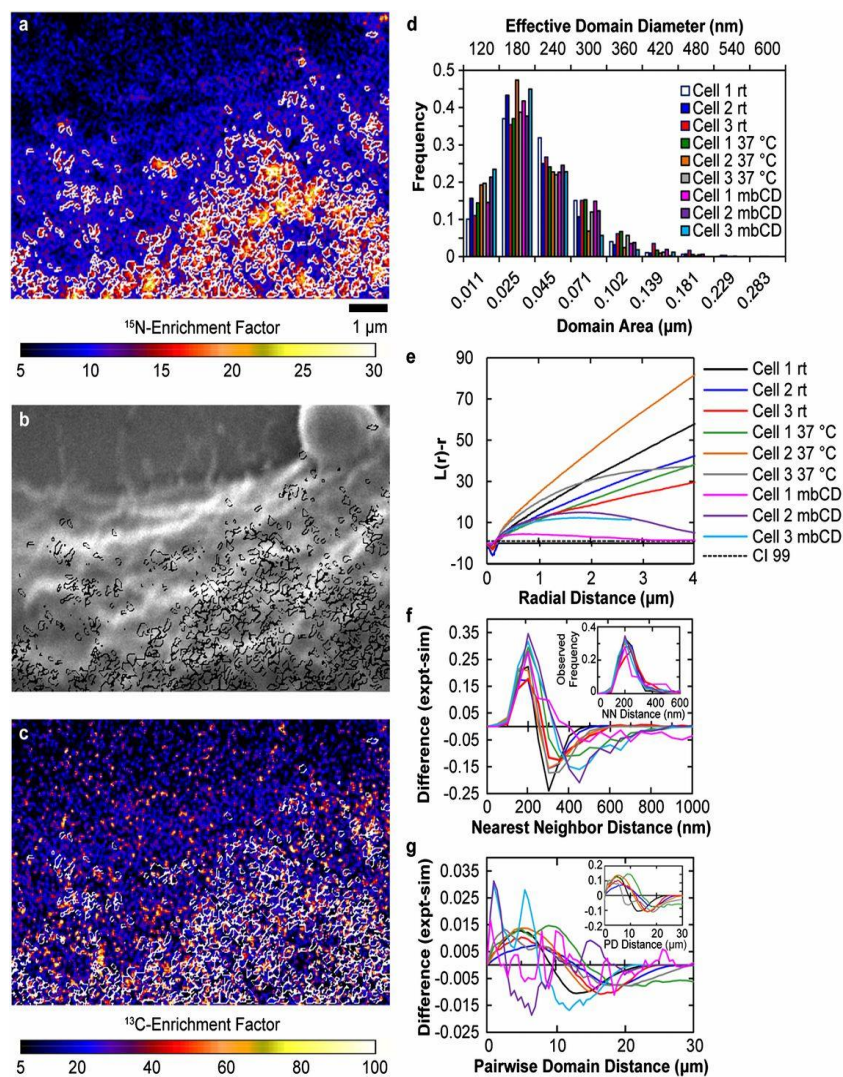 a
¹⁵N-Enrichment Factor
1 µm
5 10 15 20 25 30
b
c
¹³C-Enrichment Factor
5 20 40 60 80 100
d
Effective Domain Diameter (nm)
120 180 240 300 360 420 480 540 600
Frequency
0.5
0.4
0.3
0.2
0.1
0
Cell 1 rt
Cell 2 rt
Cell 3 rt
Cell 1 37 °C
Cell 2 37 °C
Cell 3 37 °C
Cell 1 mbCD
Cell 2 mbCD
Cell 3 mbCD
0.011 0.025 0.045 0.071 0.102 0.139 0.181 0.229 0.283
Domain Area (µm)
e
L(r)-r
90
70
50
30
10
-10
0 1 2 3 4
Radial Distance (µm)
Cell 1 rt
Cell 2 rt
Cell 3 rt
Cell 1 37 °C
Cell 2 37 °C
Cell 3 37 °C
Cell 1 mbCD
Cell 2 mbCD
Cell 3 mbCD
CI 99
f
Difference (expt-sim)
0.35
0.25
0.15
0.05
-0.05
-0.15
-0.25
0 200 400 600 800 1000
Nearest Neighbor Distance (nm)
Observed
Frequency
0.4
0.2
0
0 200 400 600
NN Distance (nm)
g
Difference (expt-sim)
0.035
0.025
0.015
0.005
-0.005
-0.015
-0.025
0 10 20 30
Pairwise Domain Distance (µm)
0.2
0.1
0
-0.1
-0.2
0 10 20 30
PD Distance (µm)